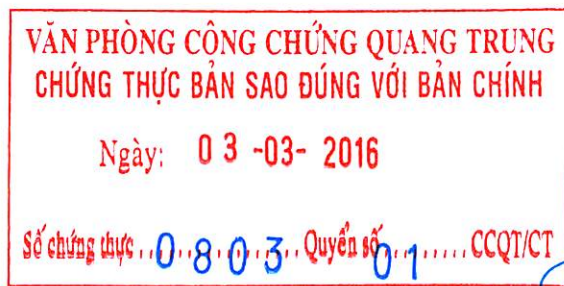 VĂN PHÒNG CÔNG CHỨNG QUANG TRUNG
CHỨNG THỰC BẢN SAO ĐÚNG VỚI BẢN CHÍNH
Ngày: 03 -03- 2016
Số chứng thực..0803..Quyển số..01..CCQT/CT